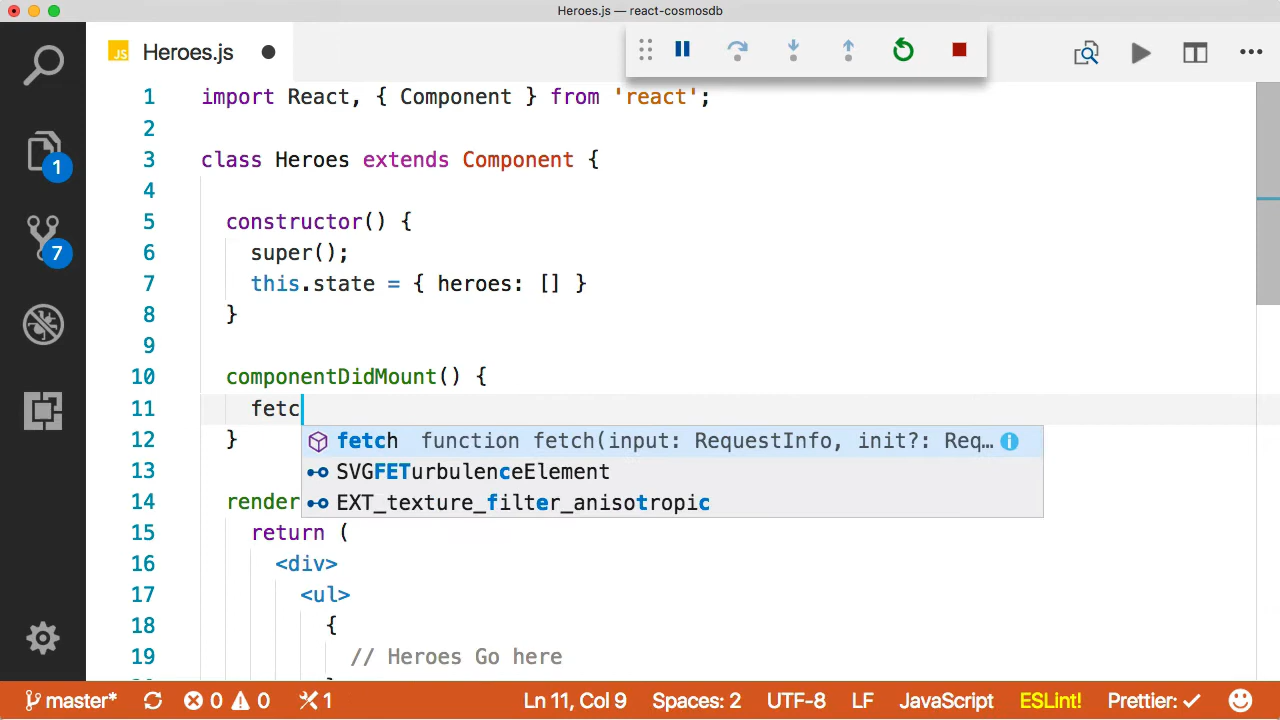 Heroes.js — react-cosmosdb
JS Heroes.js
1 import React, { Component } from 'react';
2
3 class Heroes extends Component {
4
5 constructor() {
6 super();
7 this.state = { heroes: [] }
8 }
9
10 componentDidMount() {
11 fetc
fetch function fetch(input: RequestInfo, init?: Req…
12 }
SVGFETurbulenceElement
13
EXT_texture_filter_anisotropic
14 render
15 return (
16 <div>
17 <ul>
18 {
19 // Heroes Go here
1
7
master* 0 0 1 Ln 11, Col 9 Spaces: 2 UTF-8 LF JavaScript ESLint! Prettier: ✓